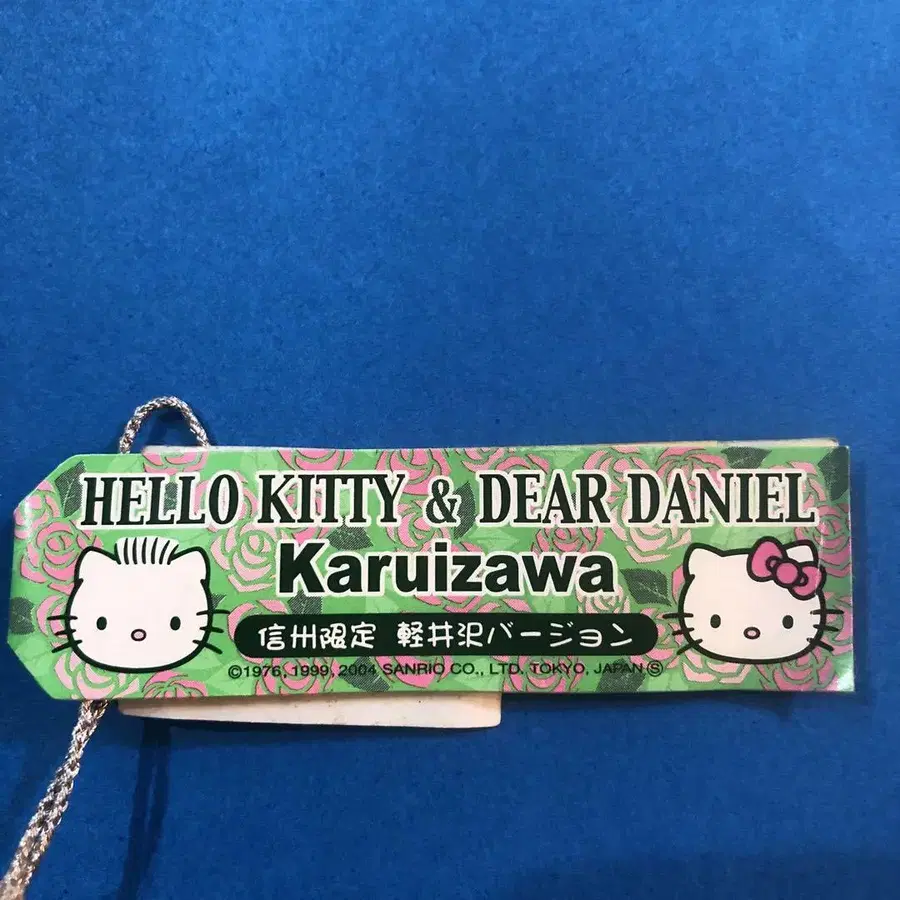 HELLO KITTY & DEAR DANIEL
Karuizawa
信州限定 軽井沢バージョン
©1976, 1999, 2004 SANRIO CO., LTD. TOKYO, JAPAN Ⓢ